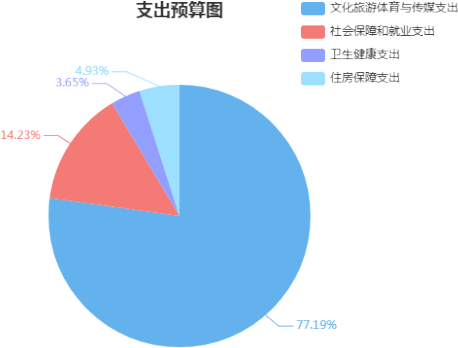 支出预算图
文化旅游体育与传媒支出
社会保障和就业支出
卫生健康支出
住房保障支出
4.93%
3.65%
14.23%
77.19%